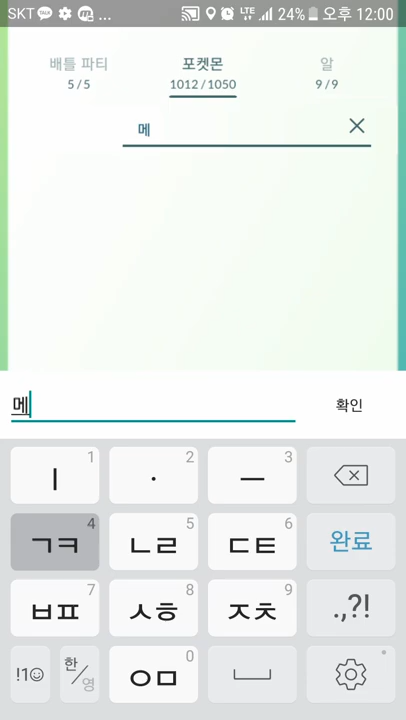 SKT TALK ... LTE 24% 오후 12:00
배틀 파티 포켓몬 알
5/5 1012/1050 9/9
메
메 확인
1 2 3
ㅣ · ㅡ
4 5 6
ㄱㅋ ㄴㄹ ㄷㅌ 완료
7 8 9
ㅂㅍ ㅅㅎ ㅈㅊ .,?!
!1☺ 한/영 ㅇㅁ 0